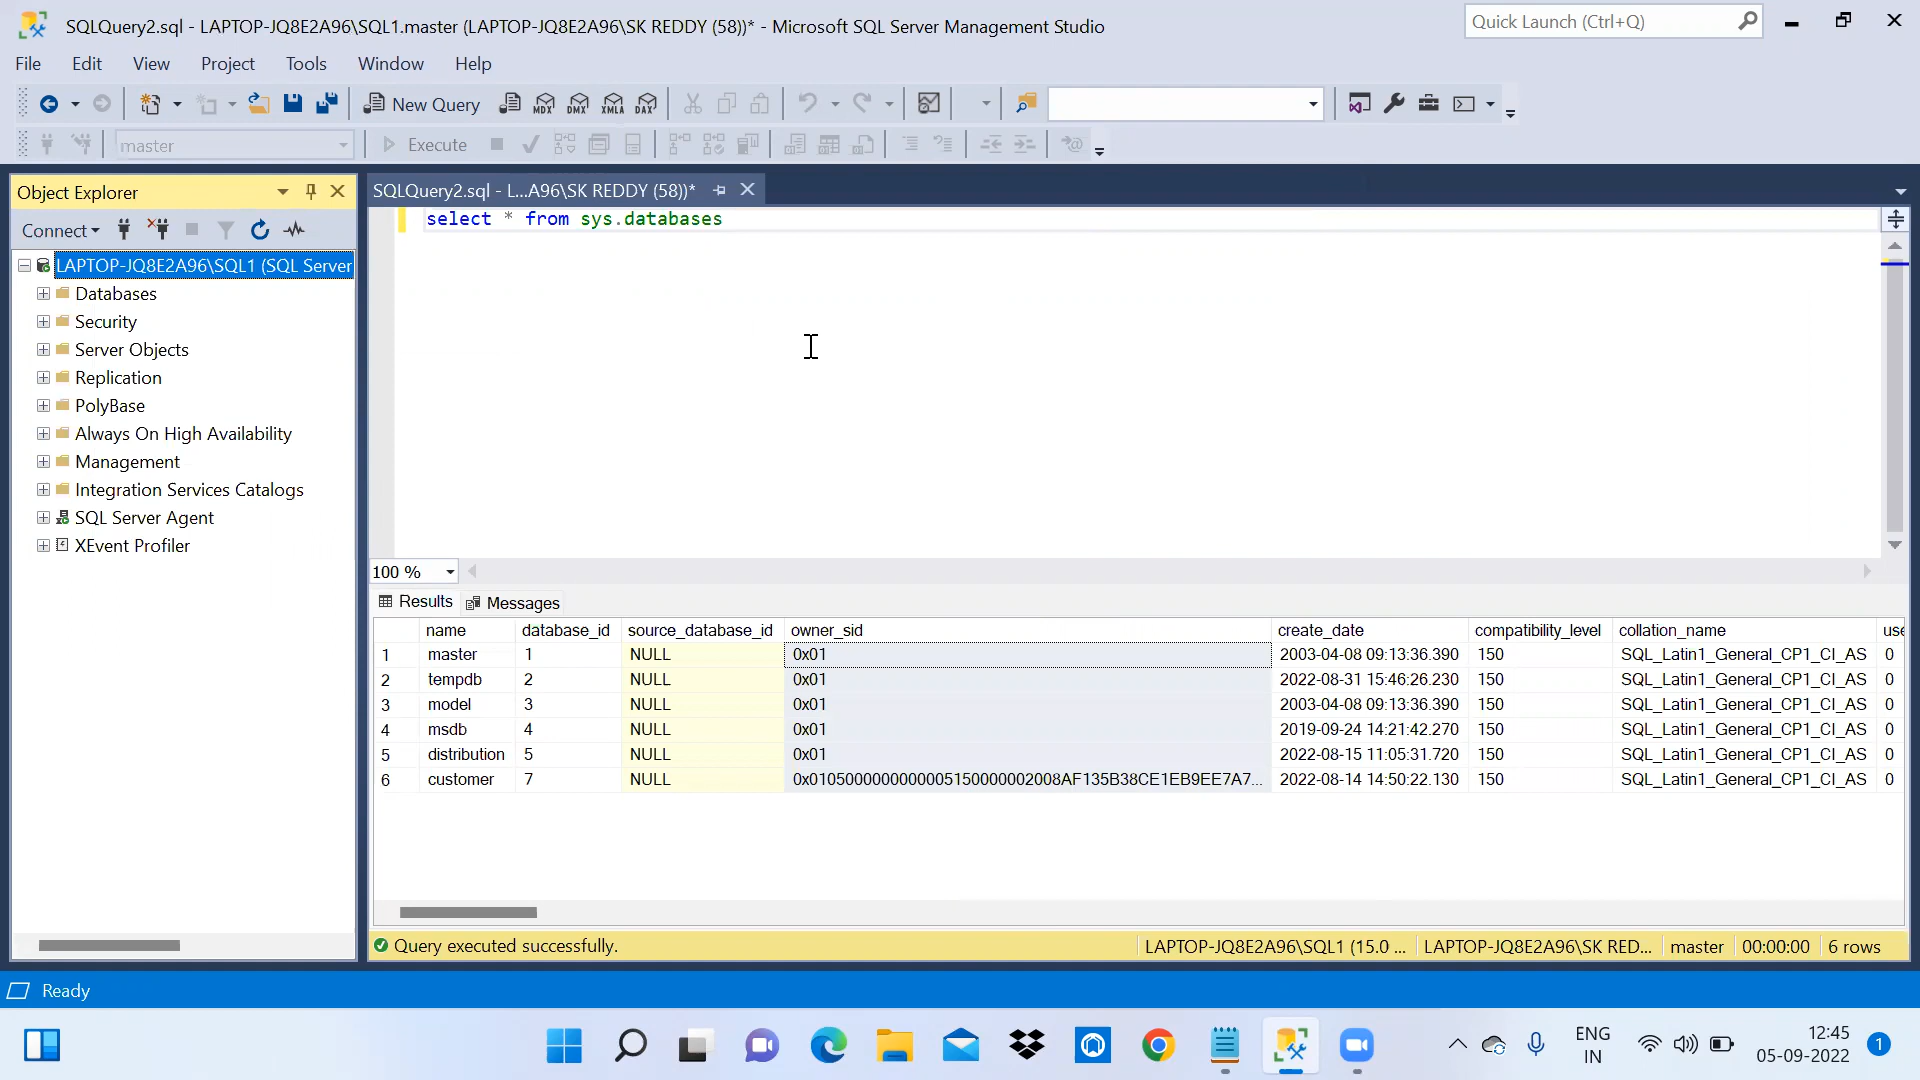 SQLQuery2.sql - LAPTOP-JQ8E2A96\SQL1.master (LAPTOP-JQ8E2A96\SK REDDY (58))* - Microsoft SQL Server Management Studio
Quick Launch (Ctrl+Q)
File Edit View Project Tools Window Help
New Query MDX DMX XMLA DAX
master Execute
Object Explorer
SQLQuery2.sql - L...A96\SK REDDY (58))*
Connect
select * from sys.databases
LAPTOP-JQ8E2A96\SQL1 (SQL Server
Databases
Security
Server Objects
Replication
PolyBase
Always On High Availability
Management
Integration Services Catalogs
SQL Server Agent
XEvent Profiler
100 %
Results Messages
name database_id source_database_id owner_sid create_date compatibility_level collation_name use
1 master 1 NULL 0x01 2003-04-08 09:13:36.390 150 SQL_Latin1_General_CP1_CI_AS 0
2 tempdb 2 NULL 0x01 2022-08-31 15:46:26.230 150 SQL_Latin1_General_CP1_CI_AS 0
3 model 3 NULL 0x01 2003-04-08 09:13:36.390 150 SQL_Latin1_General_CP1_CI_AS 0
4 msdb 4 NULL 0x01 2019-09-24 14:21:42.270 150 SQL_Latin1_General_CP1_CI_AS 0
5 distribution 5 NULL 0x01 2022-08-15 11:05:31.720 150 SQL_Latin1_General_CP1_CI_AS 0
6 customer 7 NULL 0x0105000000000005150000002008AF135B38CE1EB9EE7A7... 2022-08-14 14:50:22.130 150 SQL_Latin1_General_CP1_CI_AS 0
Query executed successfully. LAPTOP-JQ8E2A96\SQL1 (15.0 ... LAPTOP-JQ8E2A96\SK RED... master 00:00:00 6 rows
Ready
ENG 12:45
IN 05-09-2022 1